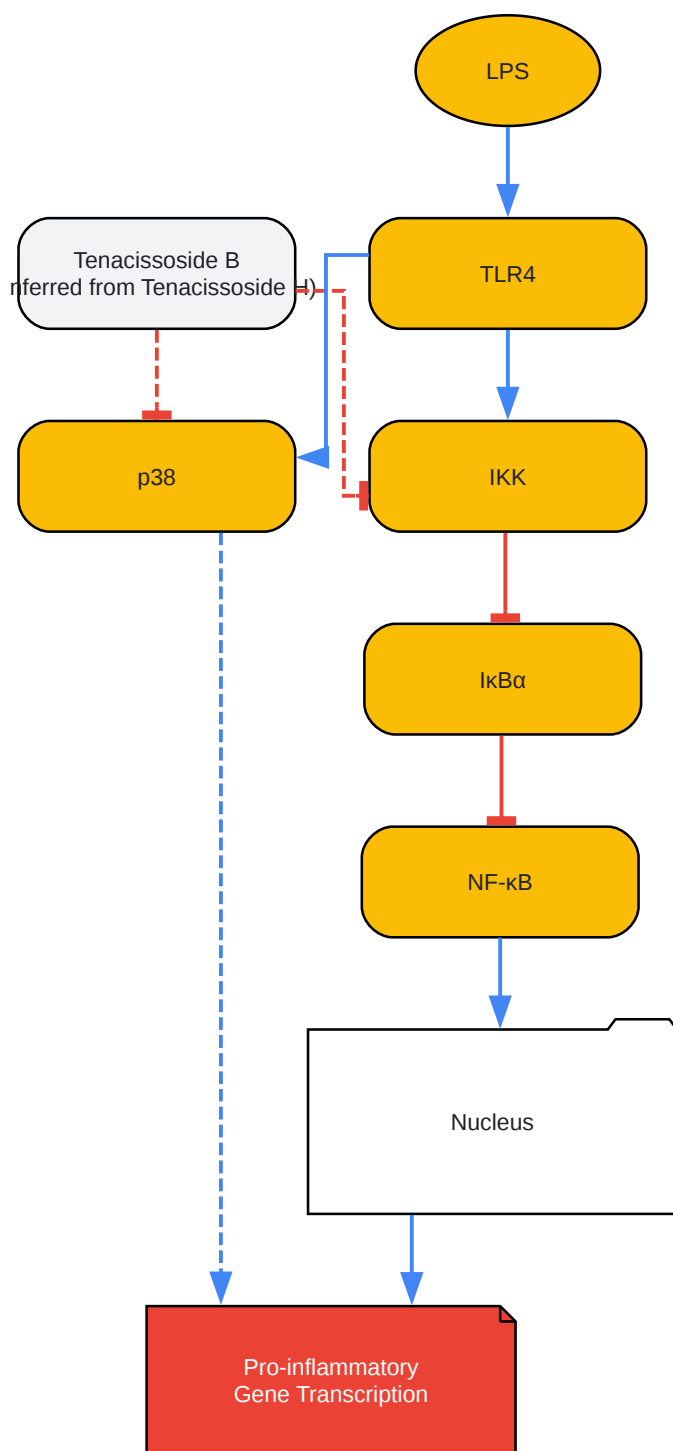 LPS
Tenacissoside B
nferred from Tenacissoside H)
TLR4
p38
IKK
IκBα
NF-κB
Nucleus
Pro-inflammatory
Gene Transcription